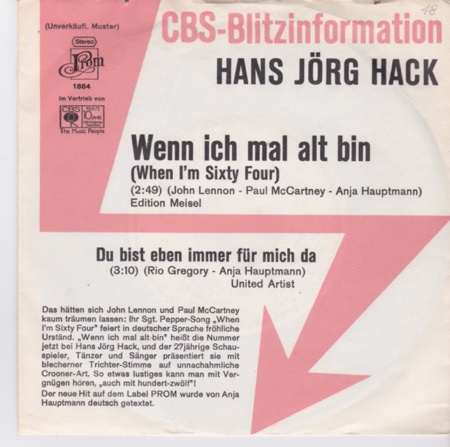 (Unverkäufl. Muster)
CBS-Blitzinformation
18
Stereo
Prom
1884
HANS JÖRG HACK
Im Vertrieb von
CBS
The Music People
Wenn ich mal alt bin
(When I'm Sixty Four)
(2:49) (John Lennon - Paul McCartney - Anja Hauptmann)
Edition Meisel
Du bist eben immer für mich da
(3:10) (Rio Gregory - Anja Hauptmann)
United Artist
Das hätten sich John Lennon und Paul McCartney
kaum träumen lassen: Ihr Sgt. Pepper-Song „When
I'm Sixty Four" feiert in deutscher Sprache fröhliche
Urständ. „Wenn ich mal alt·bin" heißt die Nummer
jetzt bei Hans Jörg Hack, und der 27jährige Schau-
spieler, Tänzer und Sänger präsentiert sie mit
blecherner Trichter-Stimme auf unnachahmliche
Crooner-Art. So etwas lustiges kann man mit Ver-
gnügen hören, „auch mit hundert-zwölf"!
Der neue Hit auf dem Label PROM wurde von Anja
Hauptmann deutsch getextet.